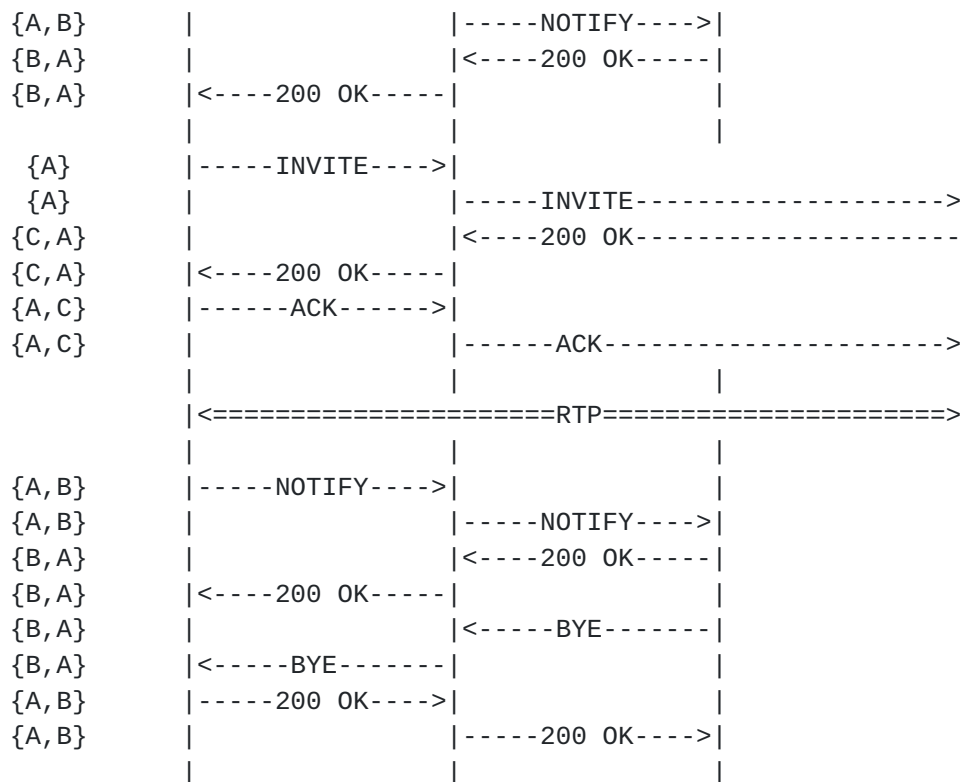 {A,B}      |                |-----NOTIFY---->|
{B,A}      |                |<----200 OK-----|
{B,A}      |<----200 OK-----|                |
           |                |                |
 {A}       |-----INVITE---->|
 {A}       |                |-----INVITE-------------------->
{C,A}      |                |<----200 OK---------------------
{C,A}      |<----200 OK-----|
{A,C}      |------ACK------>|
{A,C}      |                |------ACK---------------------->
           |                |                |
           |<======================RTP======================>
           |                |                |
{A,B}      |-----NOTIFY---->|                |
{A,B}      |                |-----NOTIFY---->|
{B,A}      |                |<----200 OK-----|
{B,A}      |<----200 OK-----|                |
{B,A}      |                |<-----BYE-------|
{B,A}      |<-----BYE-------|                |
{A,B}      |-----200 OK---->|                |
{A,B}      |                |-----200 OK---->|
           |                |                |